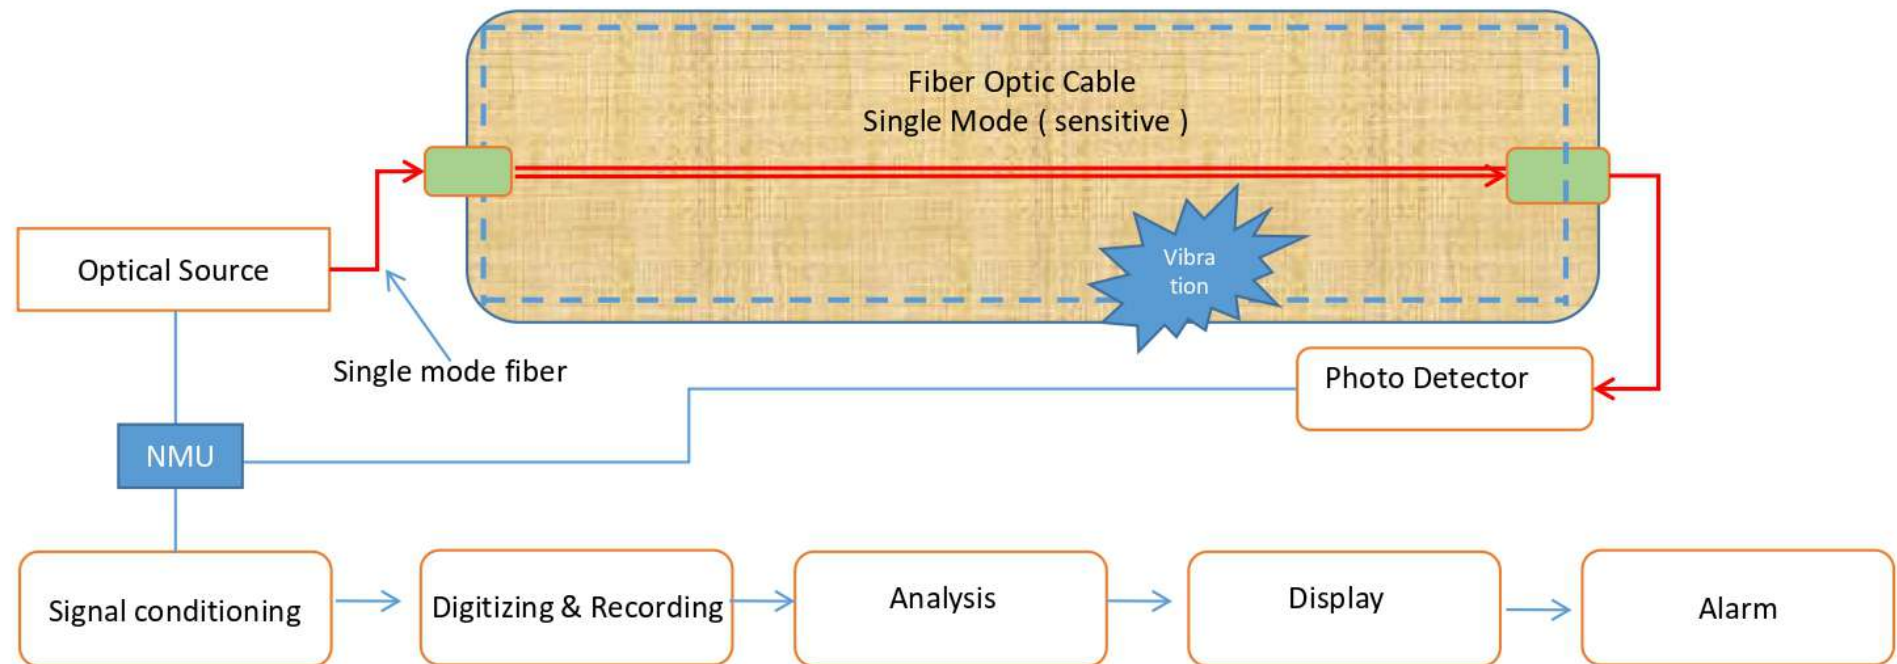 Fiber Optic Cable
Single Mode ( sensitive )
Vibra
tion
Optical Source
Single mode fiber
Photo Detector
NMU
Signal conditioning
Digitizing & Recording
Analysis
Display
Alarm